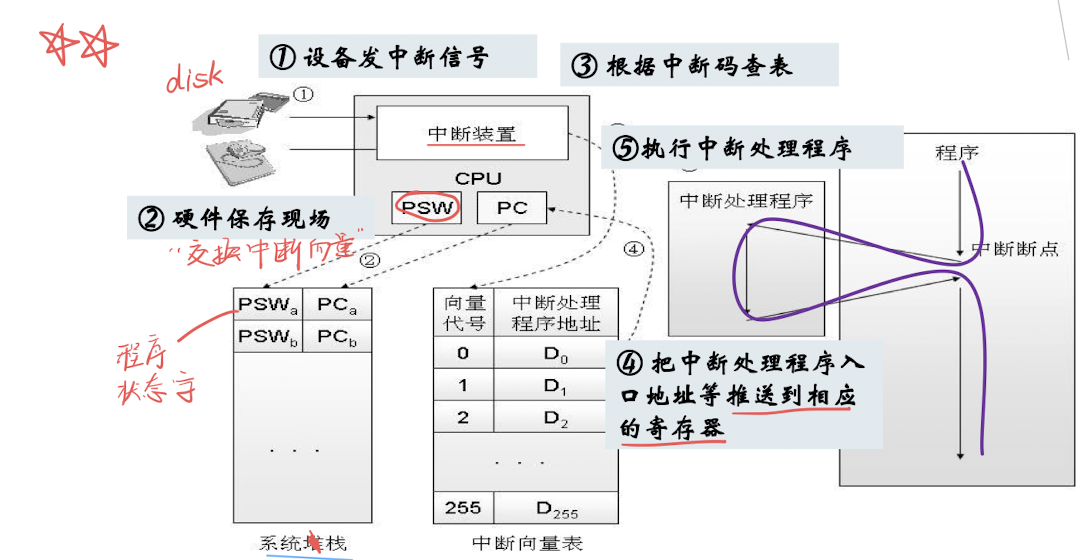 ① 设备发中断信号
③ 根据中断码查表
disk
①
中断装置
⑤执行中断处理程序
程序
CPU
中断处理程序
PSW
PC
② 硬件保存现场
“交换中断向量”
②
④
中断断点
PSWa
PCa
PSWb
PCb
程序
状态字
. . .
系统堆栈
向量
代号
中断处理
程序地址
0
D0
1
D1
2
D2
. . .
255
D255
中断向量表
④ 把中断处理程序入
口地址等推送到相应
的寄存器